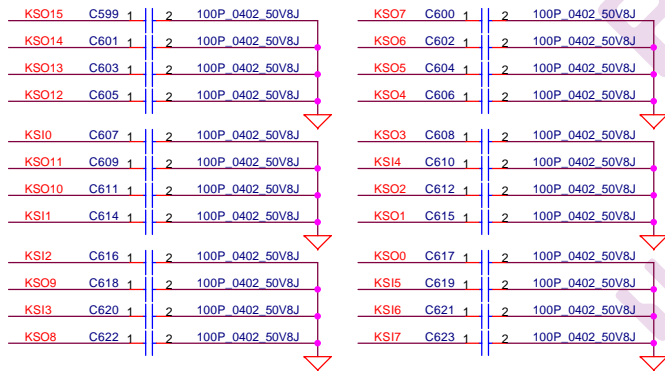 KSO15 C599 1 2 100P_0402_50V8J KSO7 C600 1 2 100P_0402_50V8J
KSO14 C601 1 2 100P_0402_50V8J KSO6 C602 1 2 100P_0402_50V8J
KSO13 C603 1 2 100P_0402_50V8J KSO5 C604 1 2 100P_0402_50V8J
KSO12 C605 1 2 100P_0402_50V8J KSO4 C606 1 2 100P_0402_50V8J
KSI0 C607 1 2 100P_0402_50V8J KSO3 C608 1 2 100P_0402_50V8J
KSO11 C609 1 2 100P_0402_50V8J KSI4 C610 1 2 100P_0402_50V8J
KSO10 C611 1 2 100P_0402_50V8J KSO2 C612 1 2 100P_0402_50V8J
KSI1 C614 1 2 100P_0402_50V8J KSO1 C615 1 2 100P_0402_50V8J
KSI2 C616 1 2 100P_0402_50V8J KSO0 C617 1 2 100P_0402_50V8J
KSO9 C618 1 2 100P_0402_50V8J KSI5 C619 1 2 100P_0402_50V8J
KSI3 C620 1 2 100P_0402_50V8J KSI6 C621 1 2 100P_0402_50V8J
KSO8 C622 1 2 100P_0402_50V8J KSI7 C623 1 2 100P_0402_50V8J